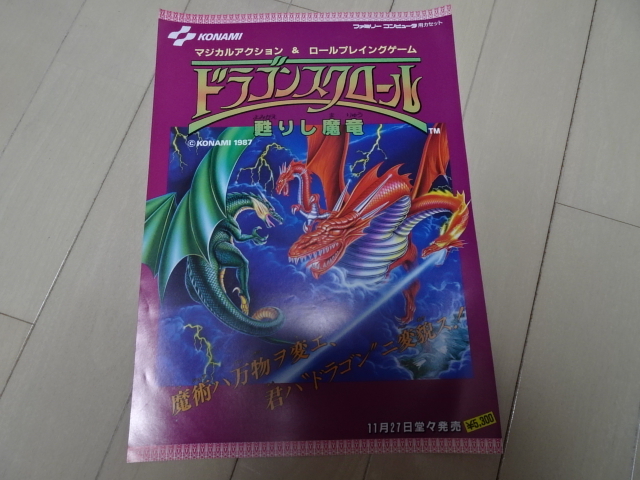 KONAMI
ファミリーコンピュータ用カセット
マジカルアクション & ロールプレイングゲーム
ドラゴンスクロール
甦りし魔竜
TM
©KONAMI 1987
魔術ハ万物ヲ変エ、
君ハ"ドラゴン"ニ変貌ス。
11月27日堂々発売
¥5,300